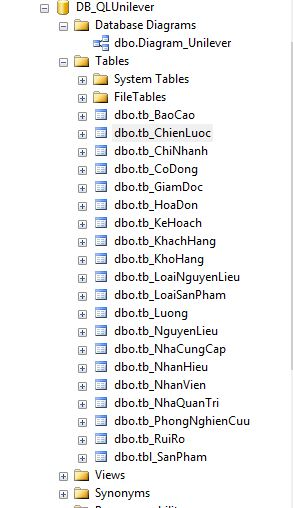 DB_QLUnilever
Database Diagrams
dbo.Diagram_Unilever
Tables
System Tables
FileTables
dbo.tb_BaoCao
dbo.tb_ChienLuoc
dbo.tb_ChiNhanh
dbo.tb_CoDong
dbo.tb_GiamDoc
dbo.tb_HoaDon
dbo.tb_KeHoach
dbo.tb_KhachHang
dbo.tb_KhoHang
dbo.tb_LoaiNguyenLieu
dbo.tb_LoaiSanPham
dbo.tb_Luong
dbo.tb_NguyenLieu
dbo.tb_NhaCungCap
dbo.tb_NhanHieu
dbo.tb_NhanVien
dbo.tb_NhaQuanTri
dbo.tb_PhongNghienCuu
dbo.tb_RuiRo
dbo.tbl_SanPham
Views
Synonyms